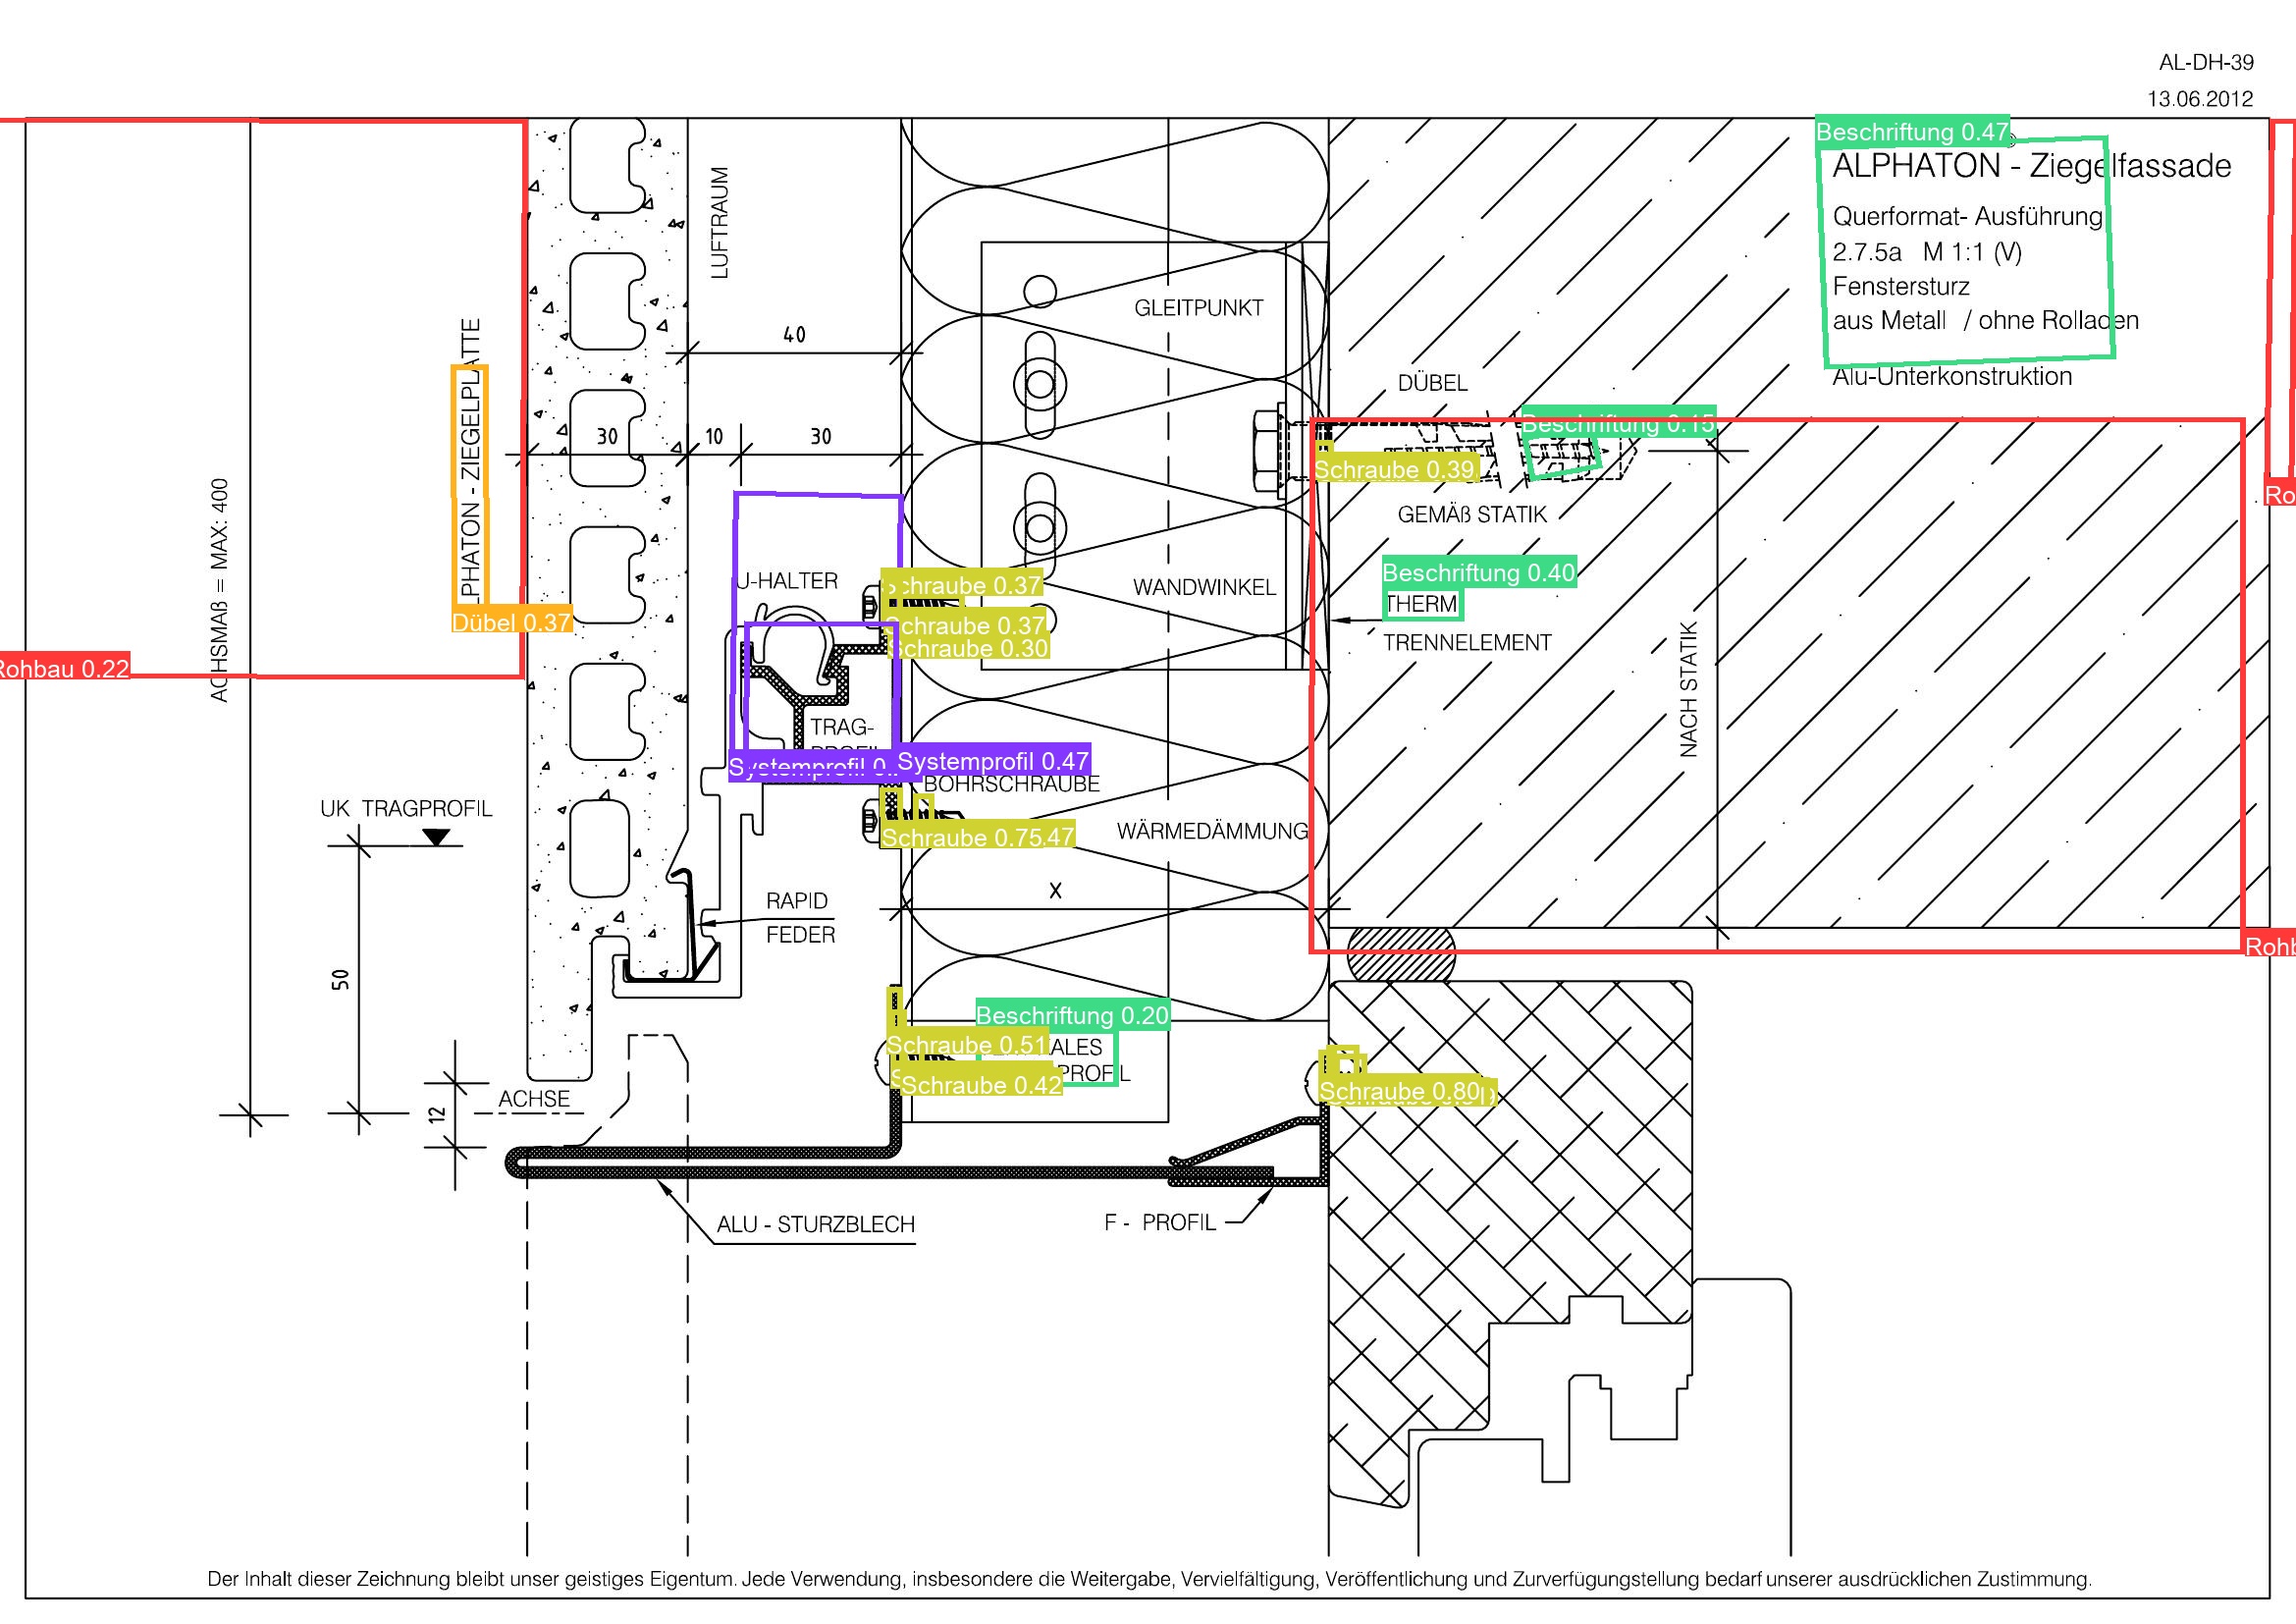 AL-DH-39
13.06.2012
Beschriftung 0.47
ALPHATON - Ziegelfassade
Querformat- Ausführung
2.7.5a M 1:1 (V)
Fenstersturz
aus Metall / ohne Rolladen
Alu-Unterkonstruktion
LUFTRAUM
GLEITPUNKT
40
DÜBEL
Beschriftung 0.15
30
10
30
Schraube 0.39
PHATON - ZIEGELPLATTE
ACHSMAß = MAX: 400
GEMÄß STATIK
Beschriftung 0.40
U-HALTER
Schraube 0.37
WANDWINKEL
THERM
Dübel 0.37
Schraube 0.37
Schraube 0.30
TRENNELEMENT
NACH STATIK
Rohbau 0.22
TRAG-
Systemprofil 0.
Systemprofil 0.47
BOHRSCHRAUBE
UK TRAGPROFIL
Schraube 0.75
.47
WÄRMEDÄMMUNG
X
RAPID
FEDER
50
Beschriftung 0.20
Schraube 0.51
ALES
PROFIL
Schraube 0.42
Schraube 0.80
ACHSE
12
ALU - STURZBLECH
F - PROFIL
Der Inhalt dieser Zeichnung bleibt unser geistiges Eigentum. Jede Verwendung, insbesondere die Weitergabe, Vervielfältigung, Veröffentlichung und Zurverfügungstellung bedarf unserer ausdrücklichen Zustimmung.